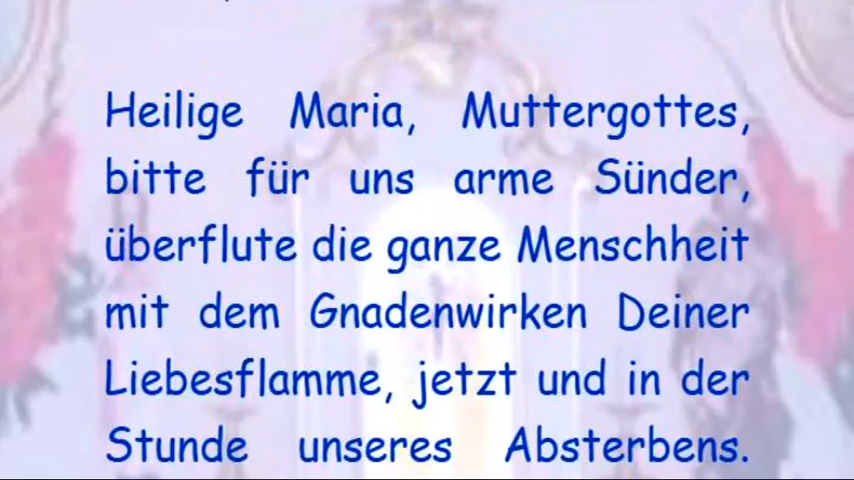 Heilige Maria, Muttergottes,
bitte für uns arme Sünder,
überflute die ganze Menschheit
mit dem Gnadenwirken Deiner
Liebesflamme, jetzt und in der
Stunde unseres Absterbens.